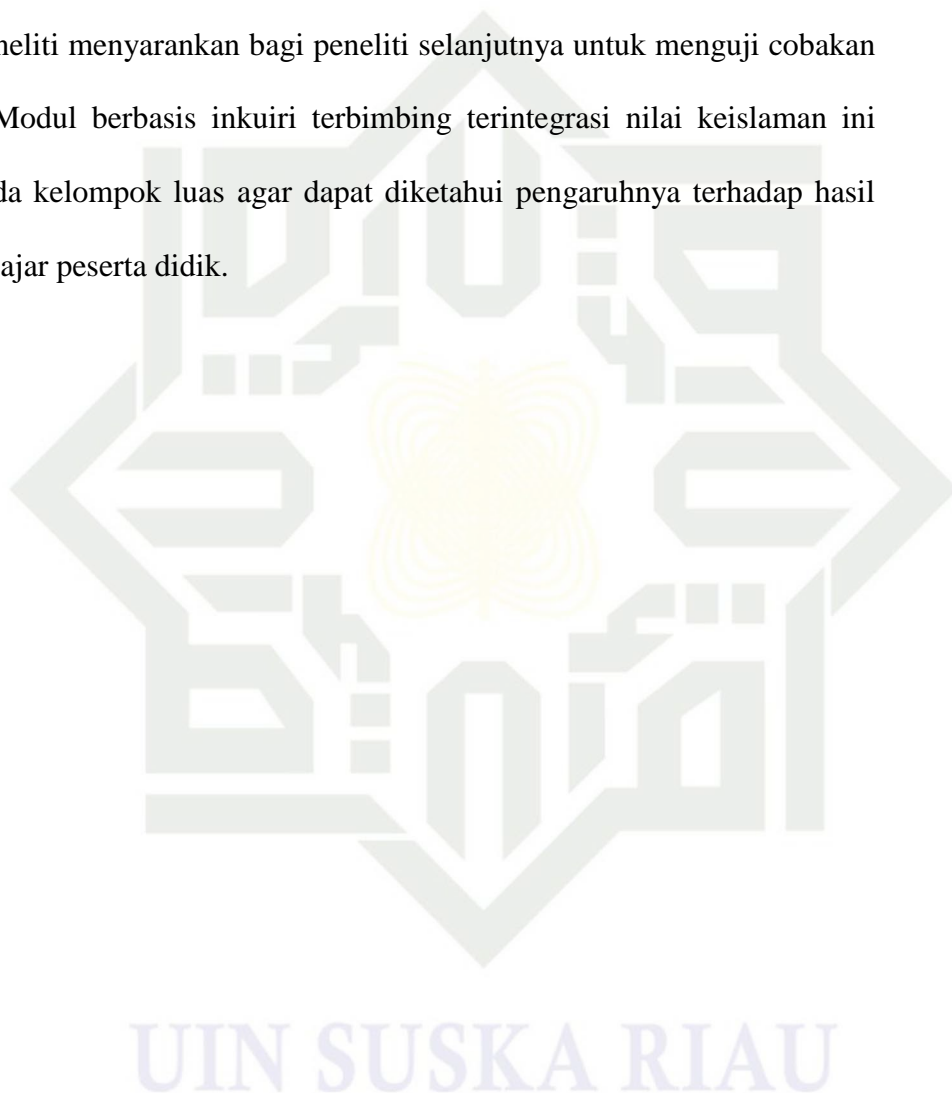 neliti menyarankan bagi peneliti selanjutnya untuk menguji cobakan
Modul berbasis inkuiri terbimbing terintegrasi nilai keislaman ini
da kelompok luas agar dapat diketahui pengaruhnya terhadap hasil
ajar peserta didik.
UIN SUSKA RIAU